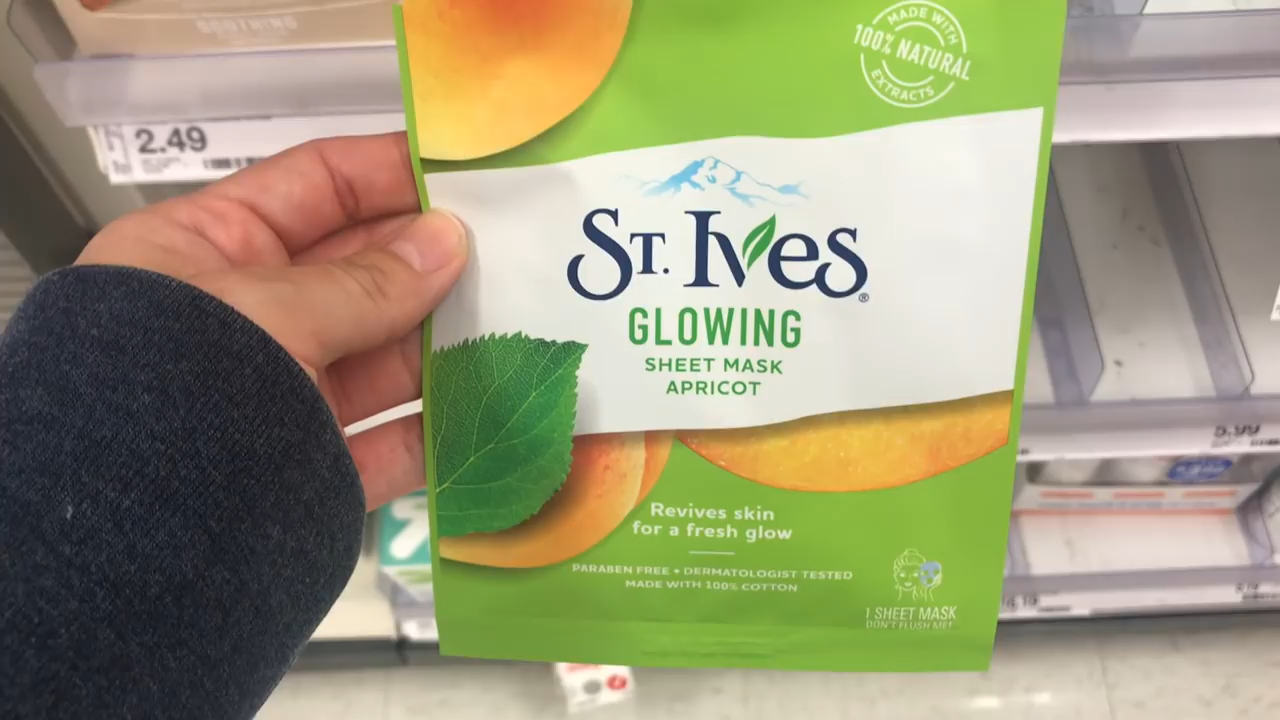 SOOTHING
2.49
MADE WITH
100% NATURAL
EXTRACTS
ST. IVES®
GLOWING
SHEET MASK
APRICOT
Revives skin
for a fresh glow
PARABEN FREE • DERMATOLOGIST TESTED
MADE WITH 100% COTTON
1 SHEET MASK
DON'T FLUSH ME!
5.99